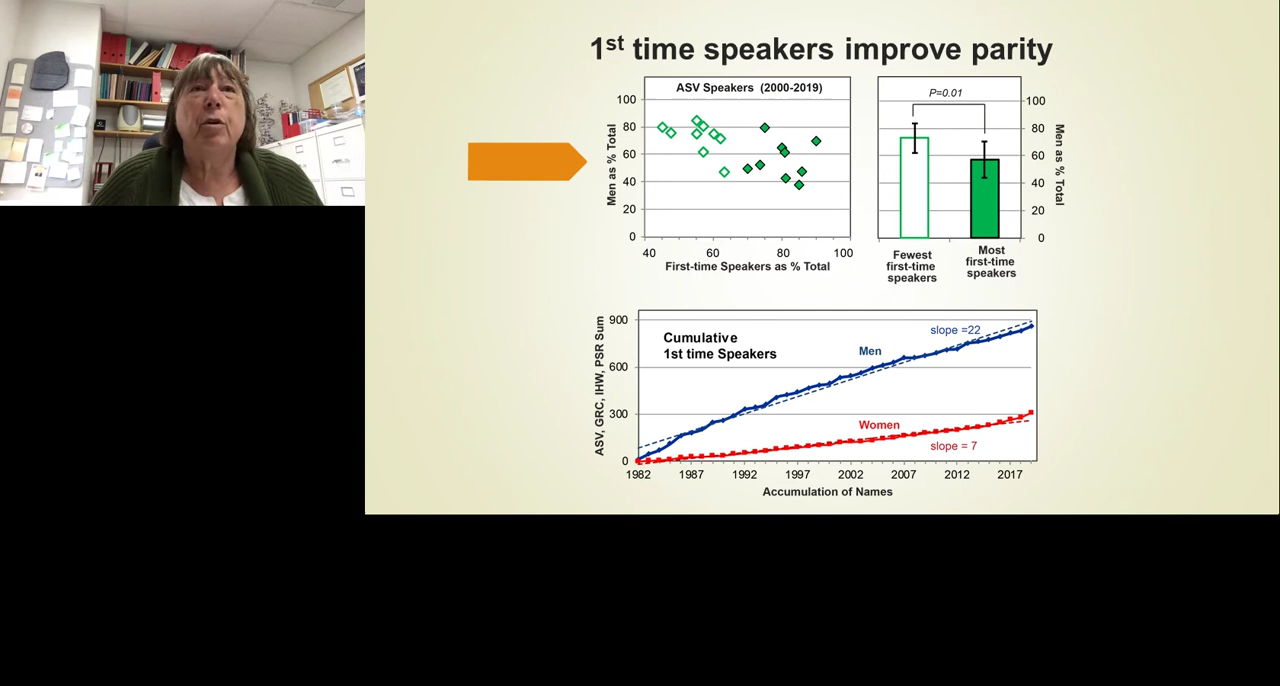 1st time speakers improve parity
ASV Speakers (2000-2019)
Men as % Total
100
80
60
40
20
0
40
60
80
100
First-time Speakers as % Total
P=0.01
100
80
60
40
20
0
Men as % Total
Fewest
first-time
speakers
Most
first-time
speakers
ASV, GRC, IHW, PSR Sum
900
600
300
0
Cumulative
1st time Speakers
slope =22
Men
Women
slope = 7
1982
1987
1992
1997
2002
2007
2012
2017
Accumulation of Names